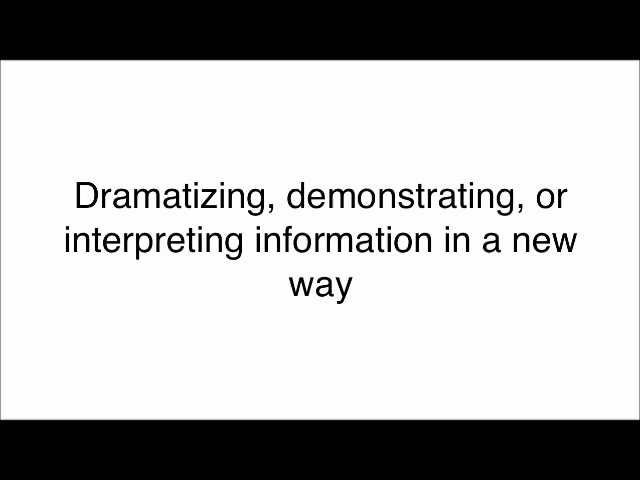 Dramatizing, demonstrating, or
interpreting information in a new
way